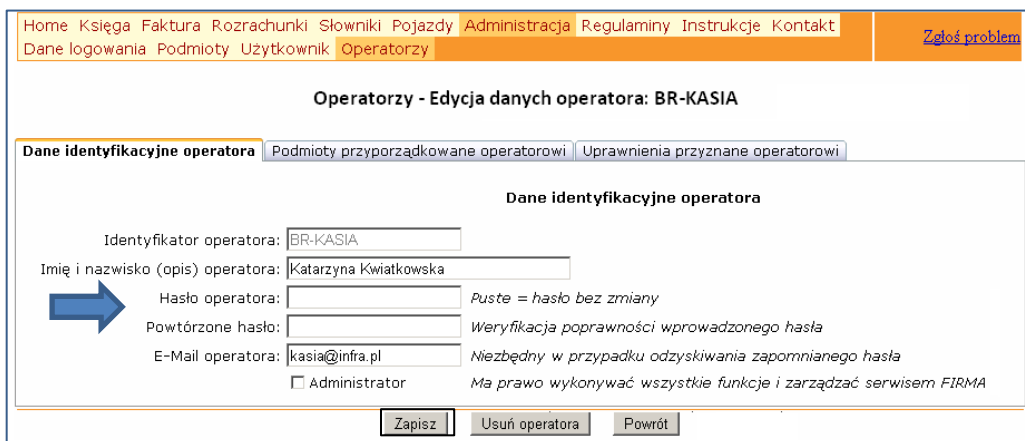 Home Księga Faktura Rozrachunki Słowniki Pojazdy Administracja Regulaminy Instrukcje Kontakt
Dane logowania Podmioty Użytkownik Operatorzy
Zgłoś problem
Operatorzy - Edycja danych operatora: BR-KASIA
Dane identyfikacyjne operatora Podmioty przyporządkowane operatorowi Uprawnienia przyznane operatorowi
Dane identyfikacyjne operatora
Identyfikator operatora: BR-KASIA
Imię i nazwisko (opis) operatora: Katarzyna Kwiatkowska
Hasło operatora: Puste = hasło bez zmiany
Powtórzone hasło: Weryfikacja poprawności wprowadzonego hasła
E-Mail operatora: kasia@infra.pl Niezbędny w przypadku odzyskiwania zapomnianego hasła
Administrator Ma prawo wykonywać wszystkie funkcje i zarządzać serwisem FIRMA
Zapisz Usuń operatora Powrót